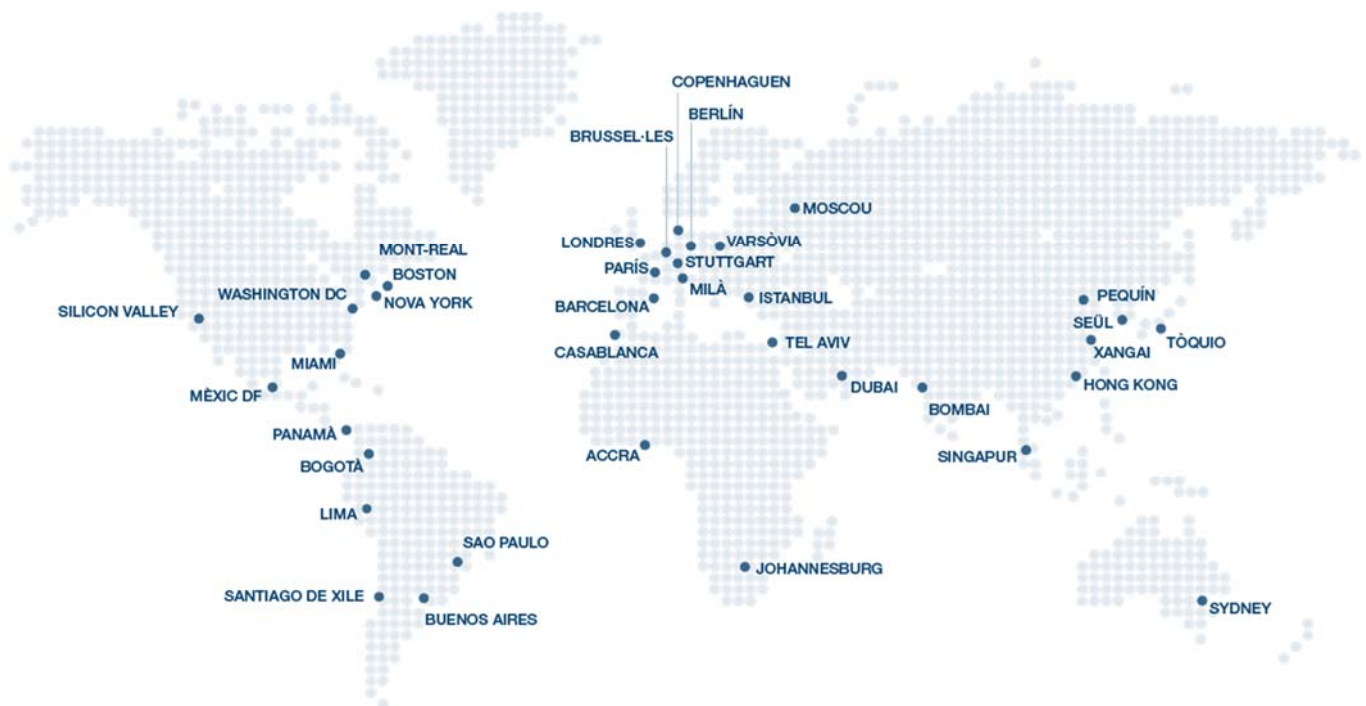 COPENHAGUEN
BERLÍN
BRUSSEL·LES
MOSCOU
LONDRES
VARSÒVIA
MONT-REAL
STUTTGART
PARÍS
BOSTON
MILÀ
WASHINGTON DC
NOVA YORK
BARCELONA
ISTANBUL
PEQUÍN
SILICON VALLEY
SEÜL
TÒQUIO
CASABLANCA
TEL AVIV
XANGAI
MIAMI
DUBAI
HONG KONG
MÈXIC DF
BOMBAI
PANAMÀ
ACCRA
SINGAPUR
BOGOTÀ
LIMA
SAO PAULO
JOHANNESBURG
SANTIAGO DE XILE
SYDNEY
BUENOS AIRES